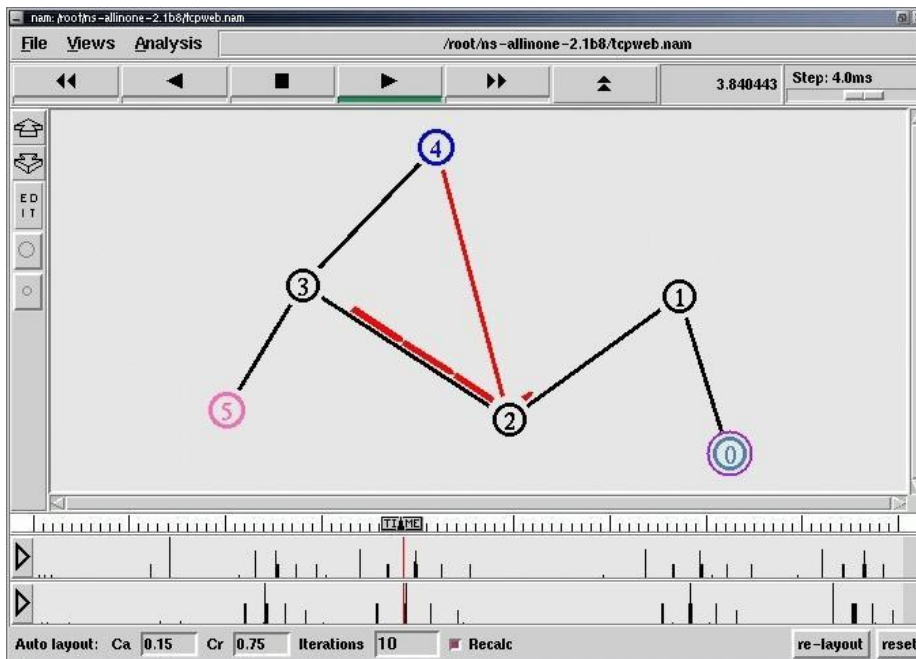 nam: /root/ns-allinone-2.1b8/tcpweb.nam
File Views Analysis /root/ns-allinone-2.1b8/tcpweb.nam
3.840443 Step: 4.0ms
4
ED
IT
3
1
5
2
0
TIME
Auto layout: Ca 0.15 Cr 0.75 Iterations 10 Recalc re-layout reset